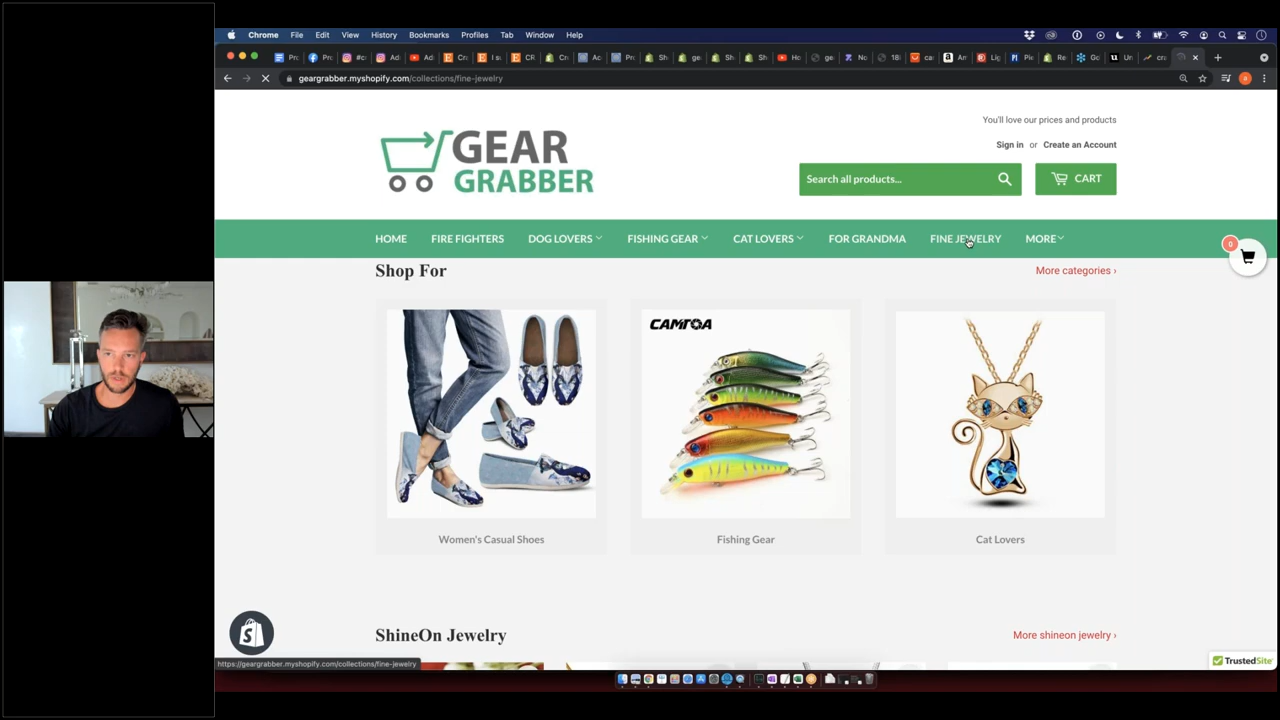 Chrome File Edit View History Bookmarks Profiles Tab Window Help
geargrabber.myshopify.com/collections/fine-jewelry
You'll love our prices and products
Sign in or Create an Account
GEAR
GRABBER
Search all products...
CART
HOME FIRE FIGHTERS DOG LOVERS FISHING GEAR CAT LOVERS FOR GRANDMA FINE JEWELRY MORE
0
Shop For
More categories ›
CAMTOA
Women's Casual Shoes
Fishing Gear
Cat Lovers
ShineOn Jewelry
More shineon jewelry ›
https://geargrabber.myshopify.com/collections/fine-jewelry
TrustedSite